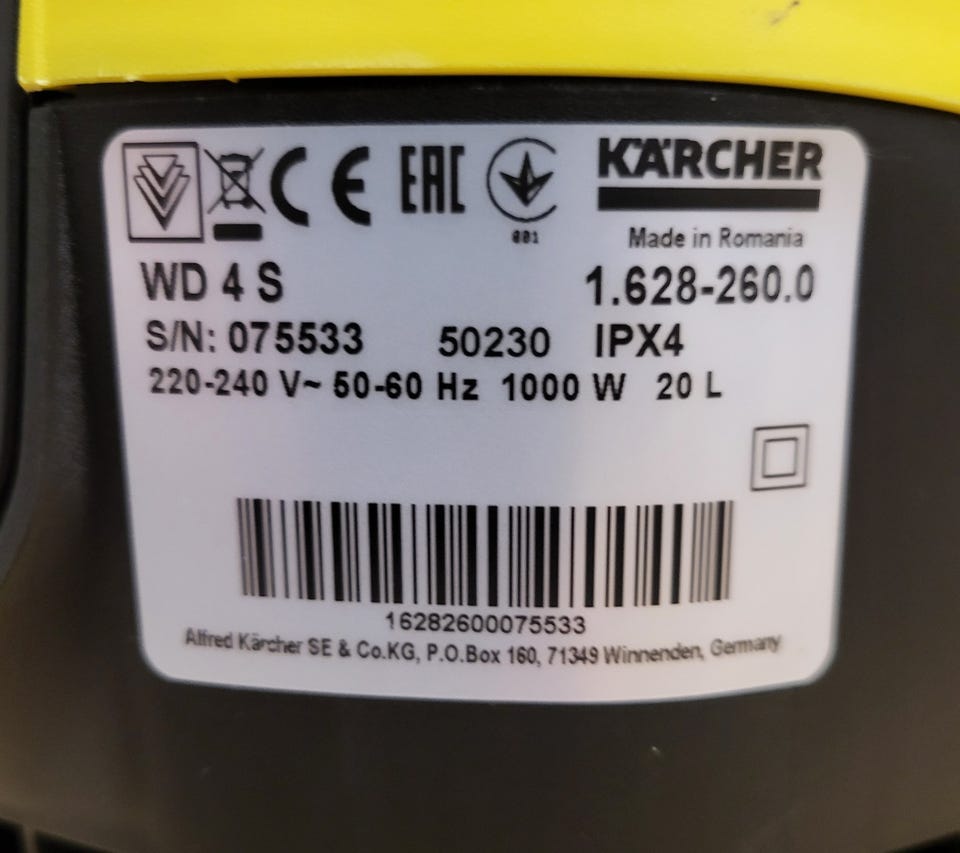 CE EAC KÄRCHER
001
Made in Romania
WD 4 S 1.628-260.0
S/N: 075533 50230 IPX4
220-240 V~ 50-60 Hz 1000 W 20 L
16282600075533
Alfred Kärcher SE & Co.KG, P.O.Box 160, 71349 Winnenden, Germany